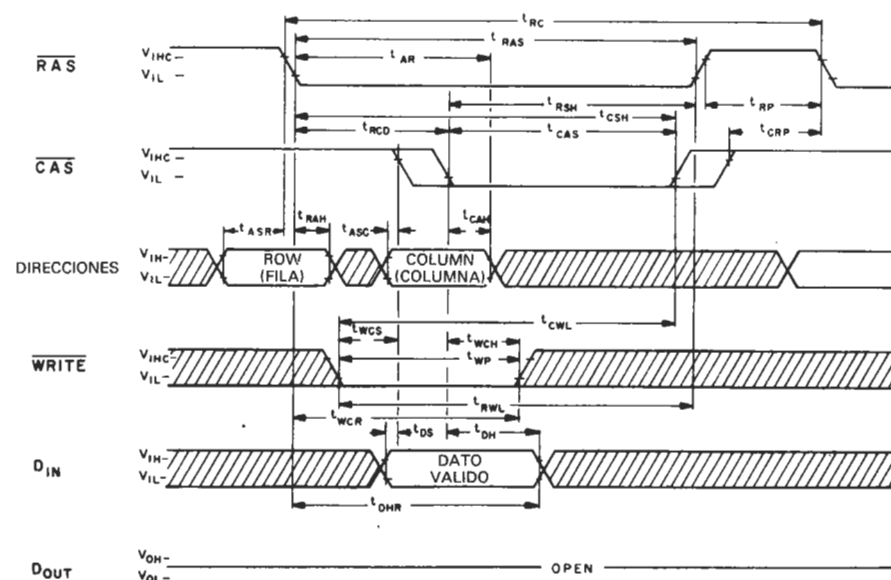 tRC
tRAS
RAS VIHC
tAR
VIL
tRSH tRP
tCSH
tRCD tCAS tCRP
CAS VIHC
VIL
tASR tRAH tASC tCAH
DIRECCIONES VIH ROW COLUMN
VIL (FILA) (COLUMNA)
tCWL
tWCS tWCH
WRITE VIHC tWP
VIL
tRWL
tWCR
tDS tDH
DIN VIH DATO
VIL VALIDO
tDHR
DOUT VOH OPEN
VOL